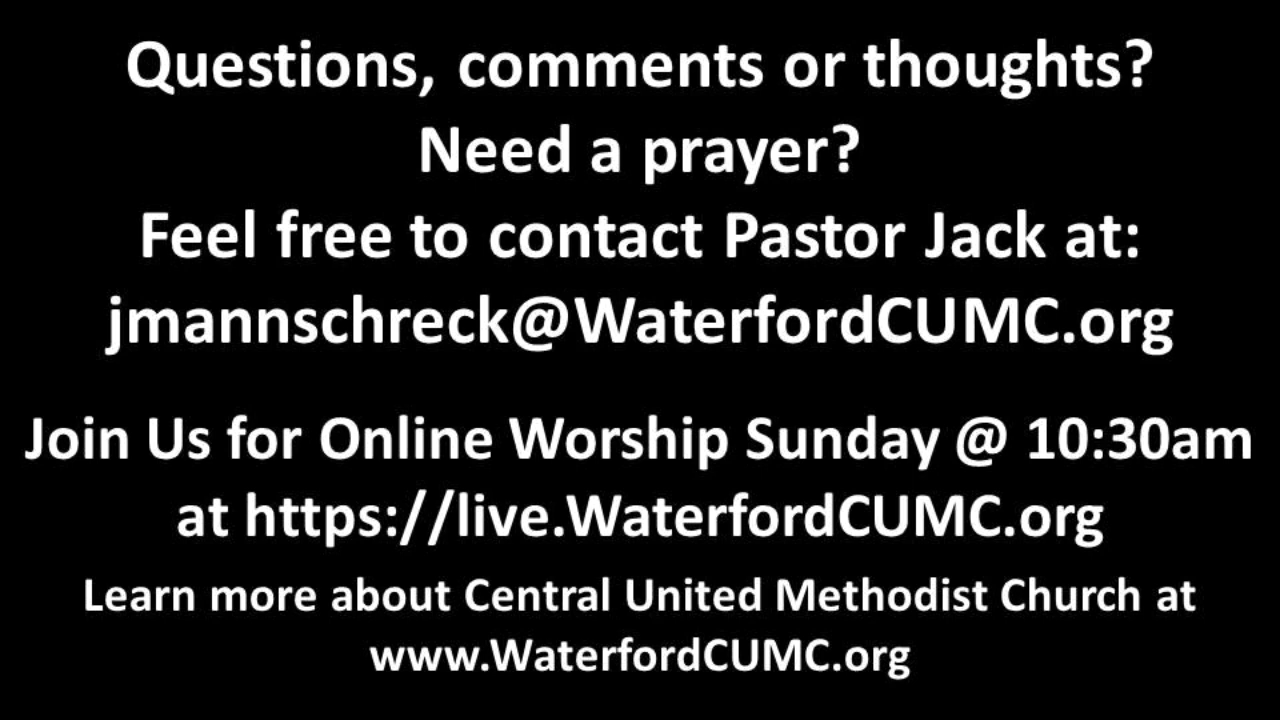 Questions, comments or thoughts?
Need a prayer?
Feel free to contact Pastor Jack at:
jmannschreck@WaterfordCUMC.org
Join Us for Online Worship Sunday @ 10:30am
at https://live.WaterfordCUMC.org
Learn more about Central United Methodist Church at
www.WaterfordCUMC.org